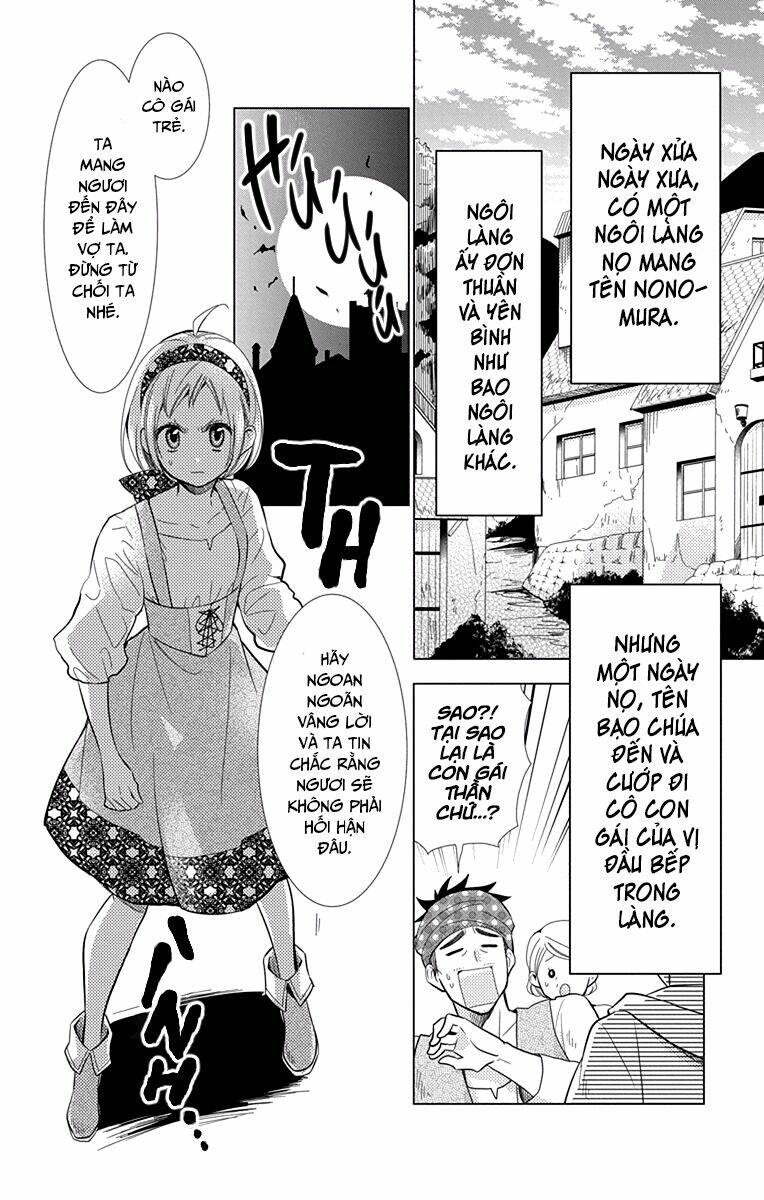 NGÀY XỬA
NGÀY XƯA,
CÓ MỘT
NGÔI LÀNG
NỌ MANG
TÊN NONO-
MURA.
NGÔI
LÀNG
ẤY ĐƠN
THUẦN
VÀ YÊN
BÌNH
NHƯ
BAO
NGÔI
LÀNG
KHÁC.
NHƯNG
MỘT NGÀY
NỌ, TÊN
BẠO CHÚA
ĐẾN VÀ
CƯỚP ĐI
CÔ CON
GÁI CỦA VỊ
ĐẦU BẾP
TRONG
LÀNG.
SAO?!
TẠI SAO
LẠI LÀ
CON GÁI
THẦN
CHỨ...?
HÚ Ú Ú Ú
NÀO
CÔ GÁI
TRẺ.
TA
MANG
NGƯƠI
ĐẾN ĐÂY
ĐỂ LÀM
VỢ TA.
ĐỪNG TỪ
CHỐI TA
NHÉ.
TH
HÃY
NGOAN
NGOÃN
VÂNG LỜI
VÀ TA TIN
CHẮC RẰNG
NGƯƠI SẼ
KHÔNG PHẢI
HỐI HẬN
ĐÂU.
ÌNH...